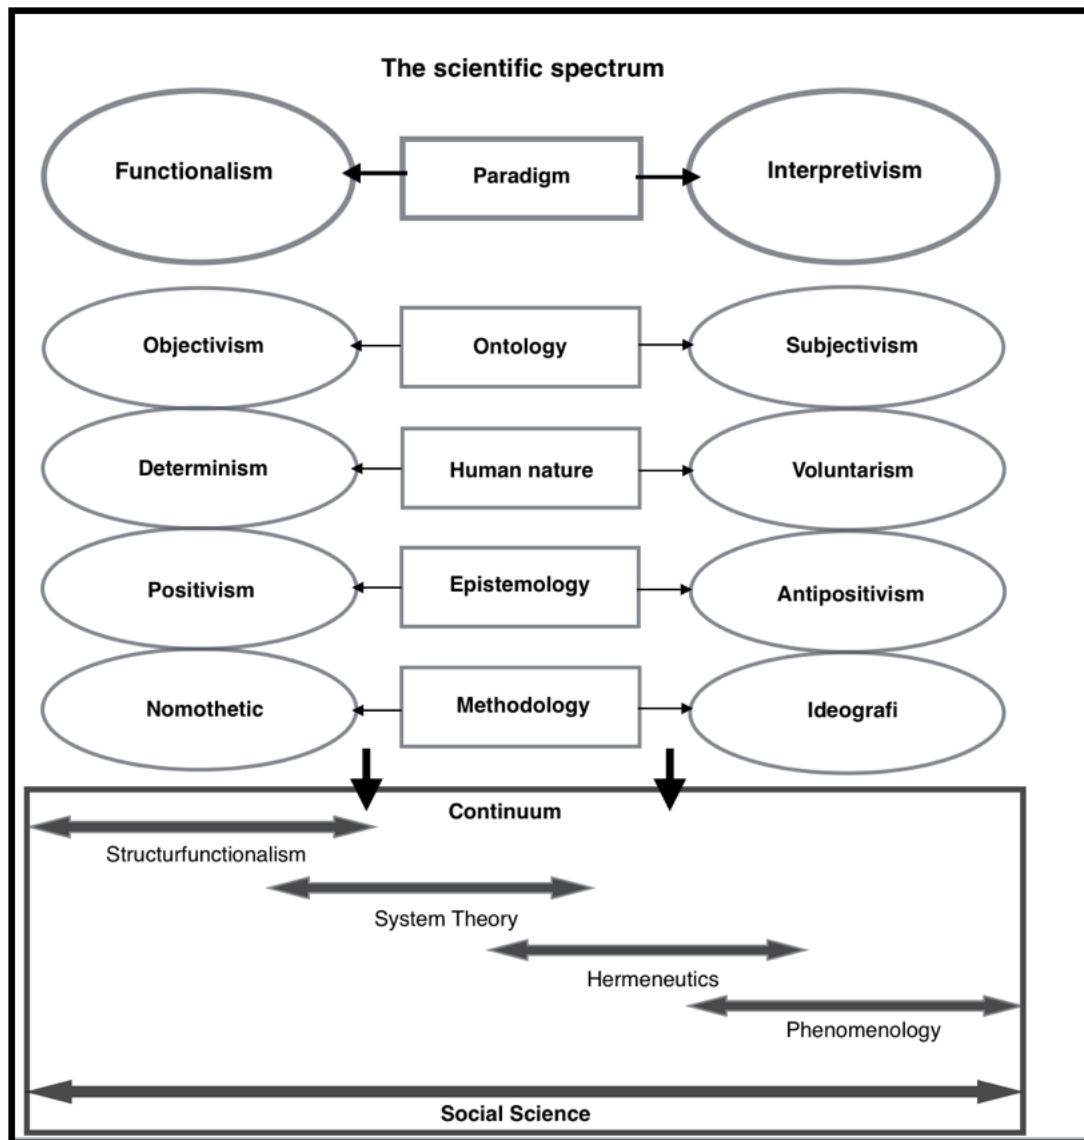 The scientific spectrum
Functionalism
Paradigm
Interpretivism
Objectivism
Ontology
Subjectivism
Determinism
Human nature
Voluntarism
Positivism
Epistemology
Antipositivism
Nomothetic
Methodology
Ideografi
Continuum
Structurfunctionalism
System Theory
Hermeneutics
Phenomenology
Social Science